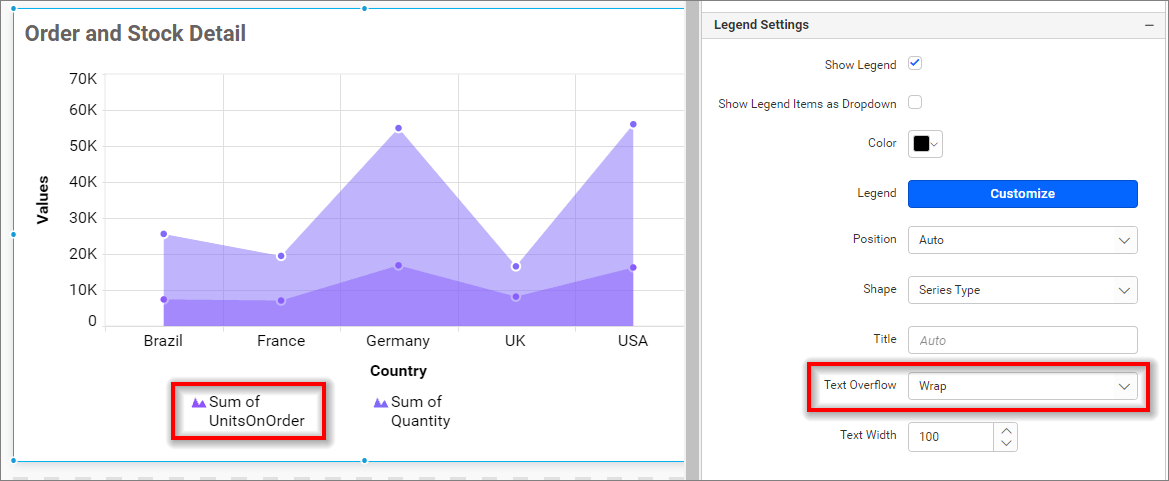 Order and Stock Detail
70K
60K
50K
40K
30K
20K
10K
0
Values
Brazil France Germany UK USA
Country
Sum of
UnitsOnOrder
Sum of
Quantity
Legend Settings
Show Legend
Show Legend Items as Dropdown
Color
Legend Customize
Position Auto
Shape Series Type
Title Auto
Text Overflow Wrap
Text Width 100